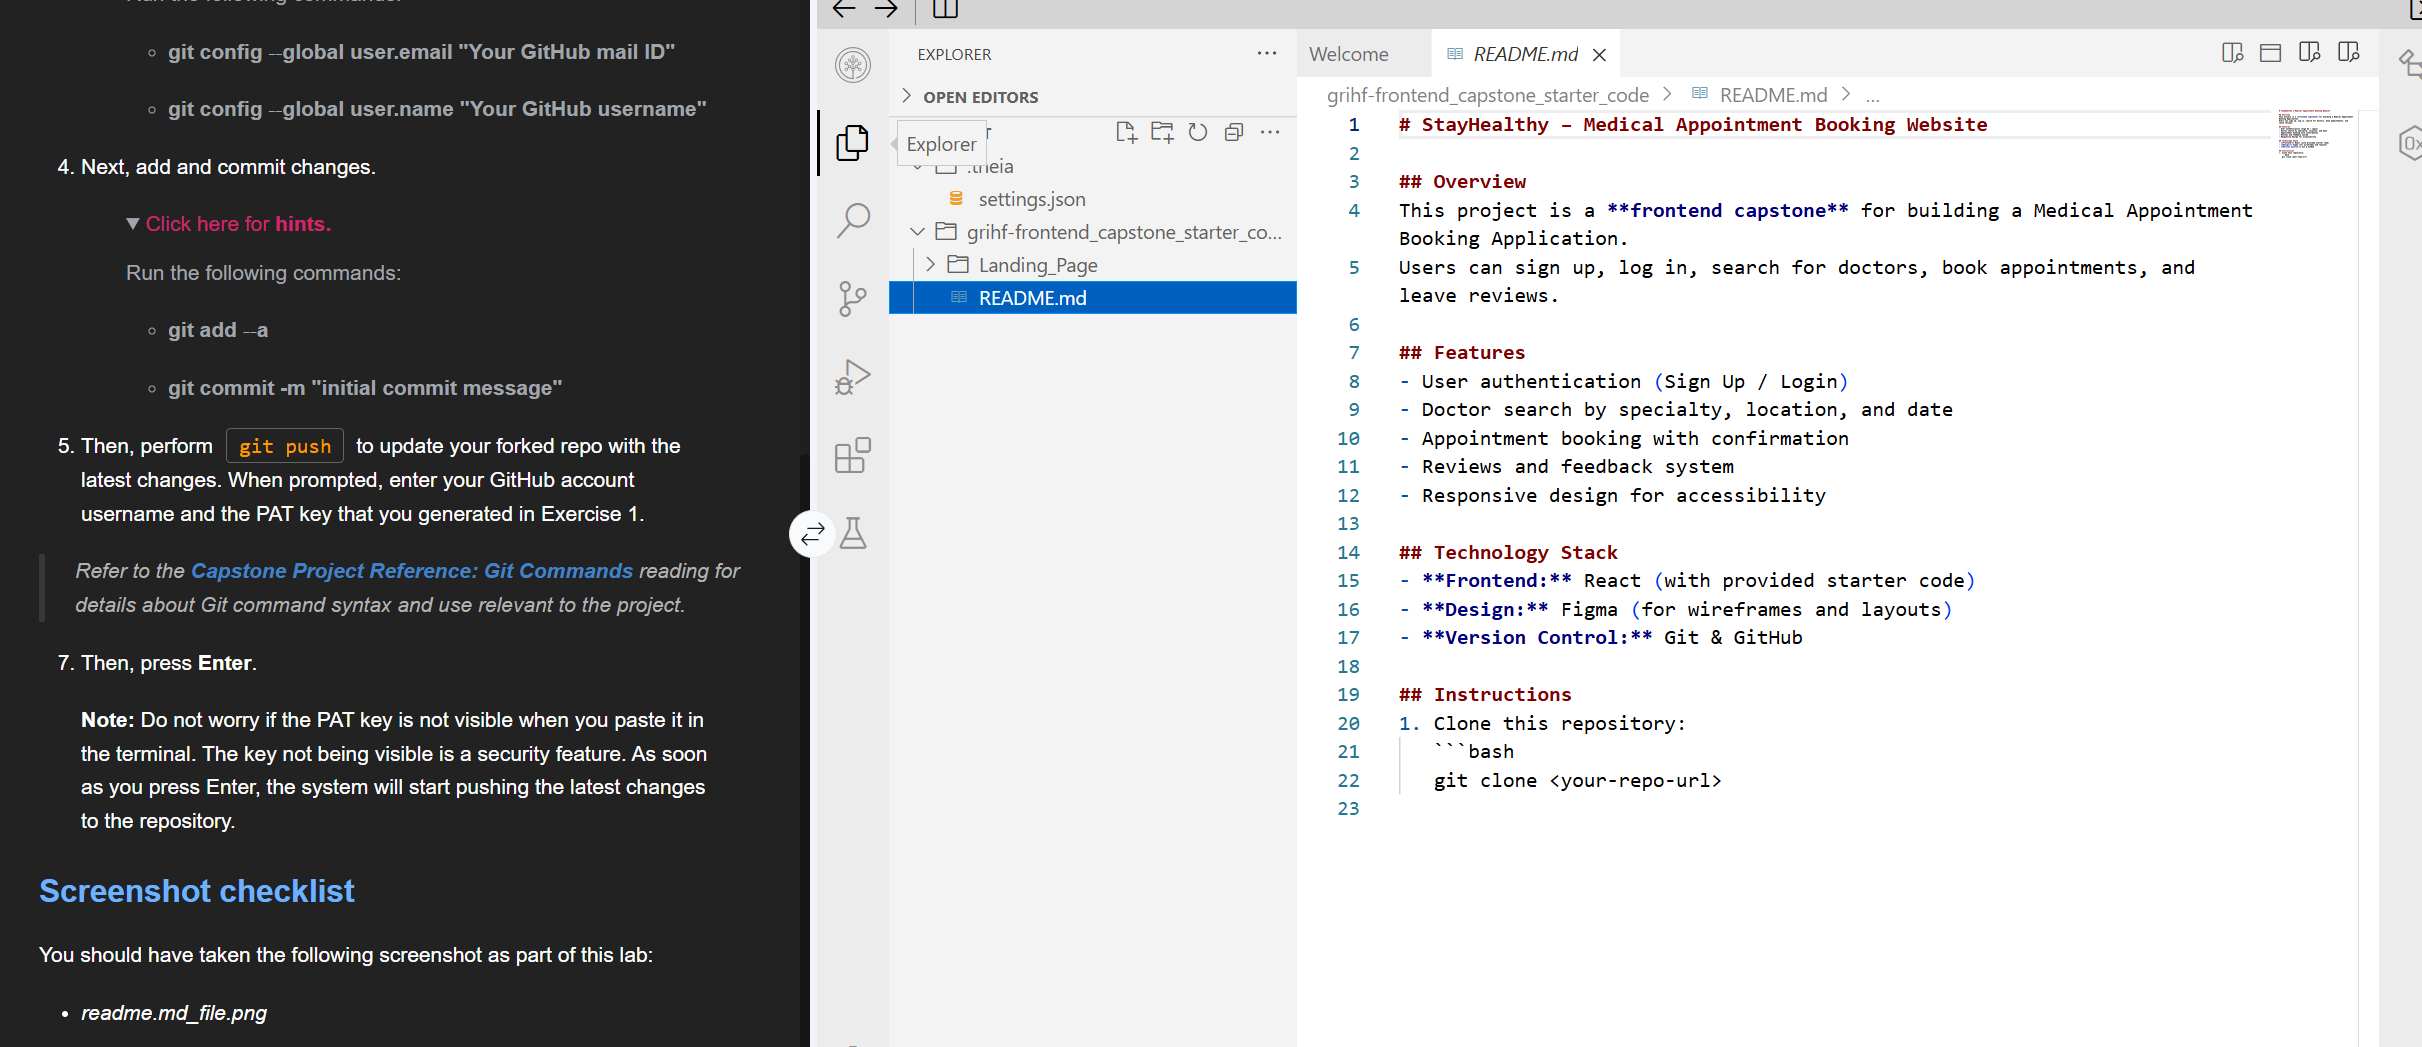 git config --global user.email "Your GitHub mail ID"
git config --global user.name "Your GitHub username"
4. Next, add and commit changes.
▼ Click here for hints.
Run the following commands:
git add --a
git commit -m "initial commit message"
5. Then, perform git push to update your forked repo with the
latest changes. When prompted, enter your GitHub account
username and the PAT key that you generated in Exercise 1.
Refer to the Capstone Project Reference: Git Commands reading for
details about Git command syntax and use relevant to the project.
7. Then, press Enter.
Note: Do not worry if the PAT key is not visible when you paste it in
the terminal. The key not being visible is a security feature. As soon
as you press Enter, the system will start pushing the latest changes
to the repository.
Screenshot checklist
You should have taken the following screenshot as part of this lab:
• readme.md_file.png
EXPLORER
OPEN EDITORS
Explorer
.theia
settings.json
grihf-frontend_capstone_starter_co...
Landing_Page
README.md
Welcome
README.md
grihf-frontend_capstone_starter_code > README.md > ...
1 # StayHealthy – Medical Appointment Booking Website
2
3 ## Overview
4 This project is a **frontend capstone** for building a Medical Appointment
Booking Application.
5 Users can sign up, log in, search for doctors, book appointments, and
leave reviews.
6
7 ## Features
8 - User authentication (Sign Up / Login)
9 - Doctor search by specialty, location, and date
10 - Appointment booking with confirmation
11 - Reviews and feedback system
12 - Responsive design for accessibility
13
14 ## Technology Stack
15 - **Frontend:** React (with provided starter code)
16 - **Design:** Figma (for wireframes and layouts)
17 - **Version Control:** Git & GitHub
18
19 ## Instructions
20 1. Clone this repository:
21 ```bash
22 git clone <your-repo-url>
23